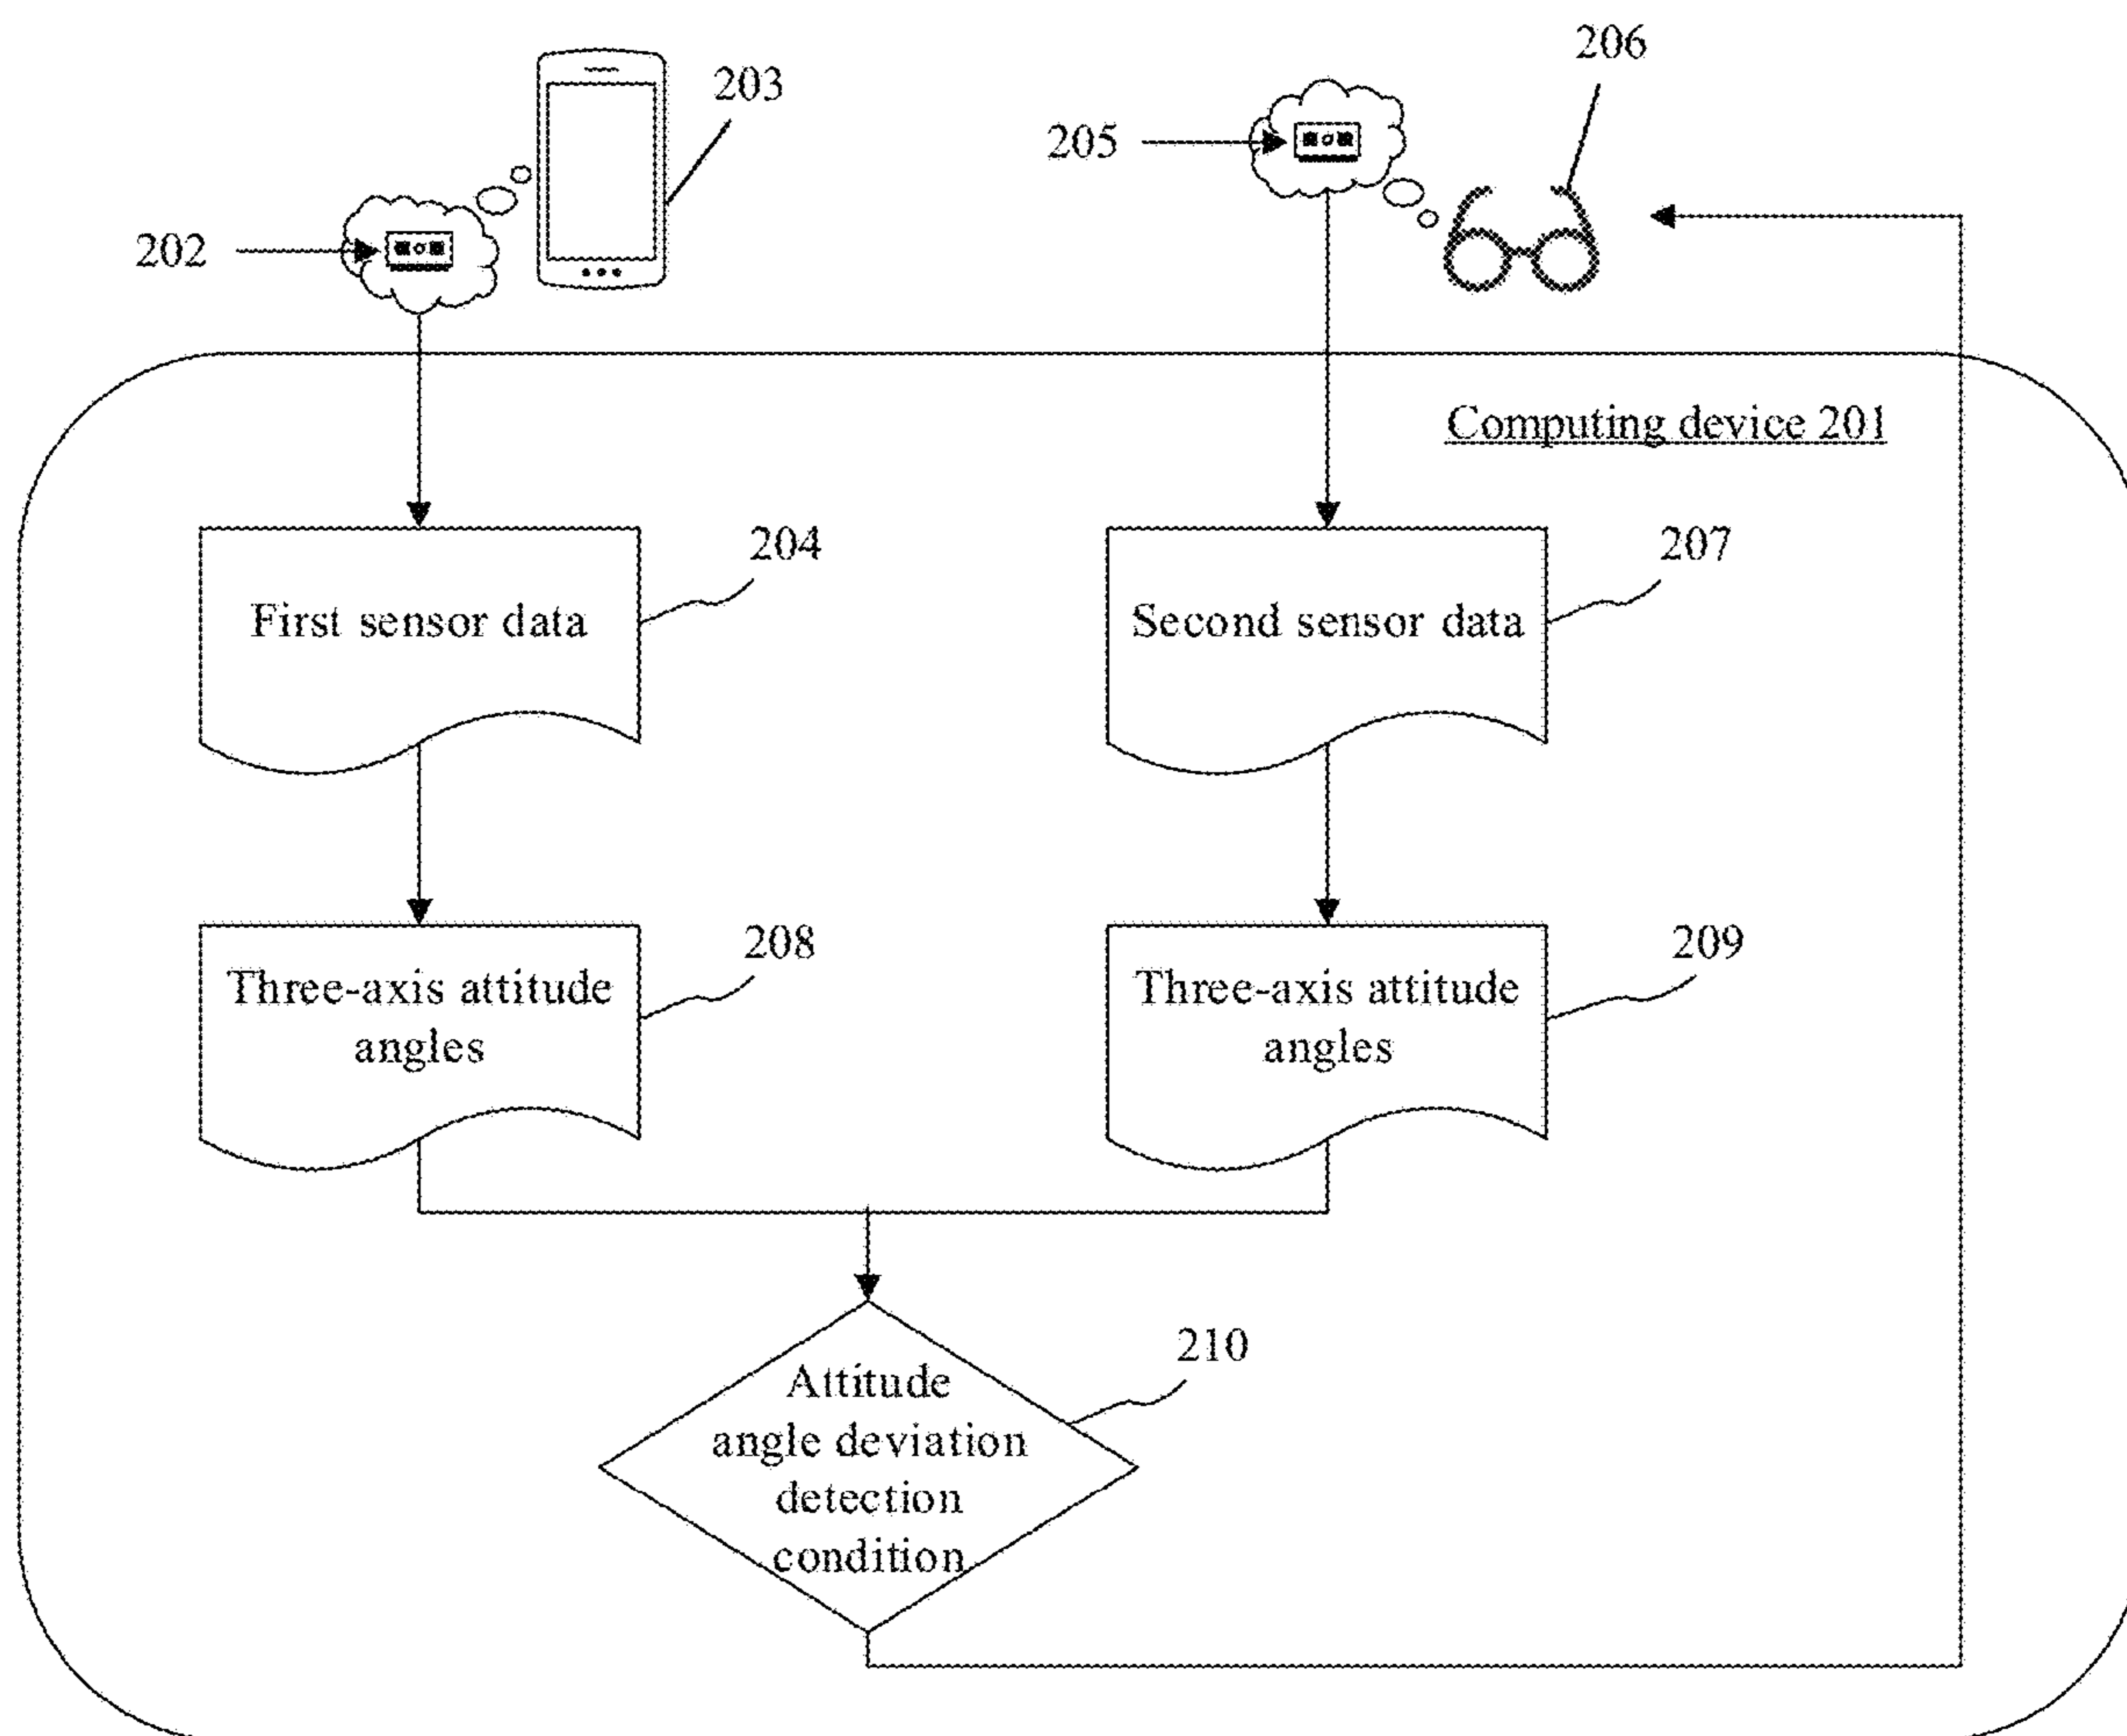 206
203
205
202
Computing device 201
204
207
First sensor data
Second sensor data
208
209
Three-axis attitude
angles
Three-axis attitude
angles
210
Attitude
angle deviation
detection
condition